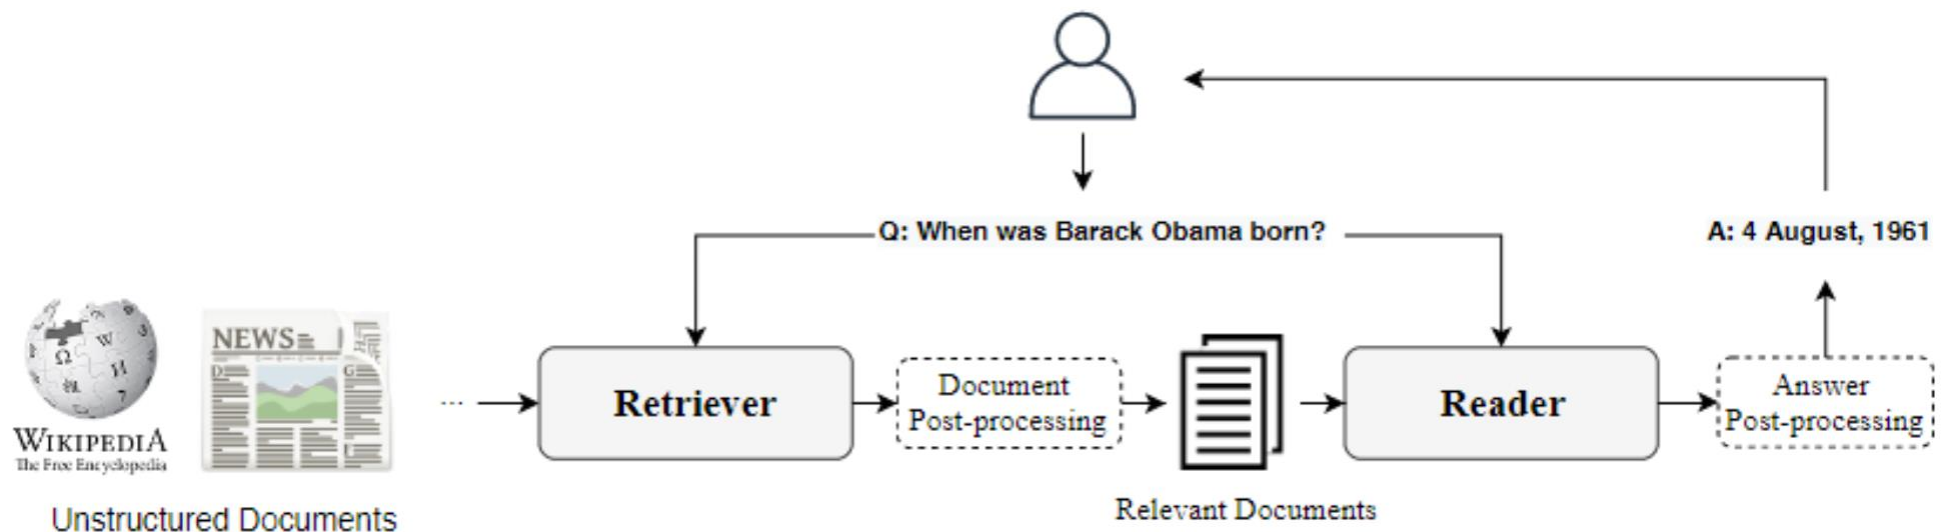 Q: When was Barack Obama born?
A: 4 August, 1961
NEWS
D
G
WIKIPEDIA
The Free Encyclopedia
Unstructured Documents
...
Retriever
Document
Post-processing
Relevant Documents
Reader
Answer
Post-processing